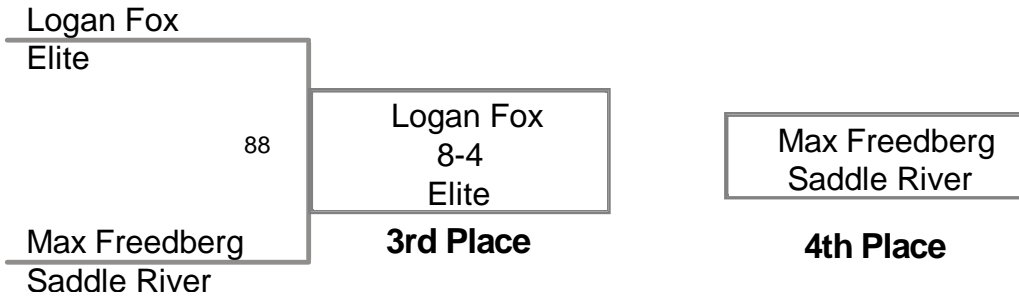 Logan Fox
Elite
88
Logan Fox
8-4
Elite
Max Freedberg
Saddle River
3rd Place
Max Freedberg
Saddle River
4th Place